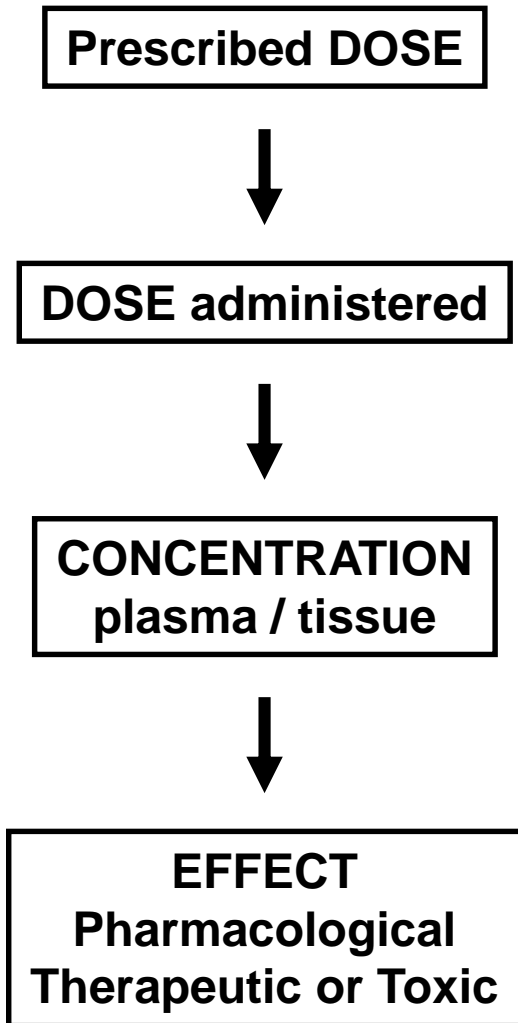 Prescribed DOSE
DOSE administered
CONCENTRATION
plasma / tissue
EFFECT
Pharmacological
Therapeutic or Toxic